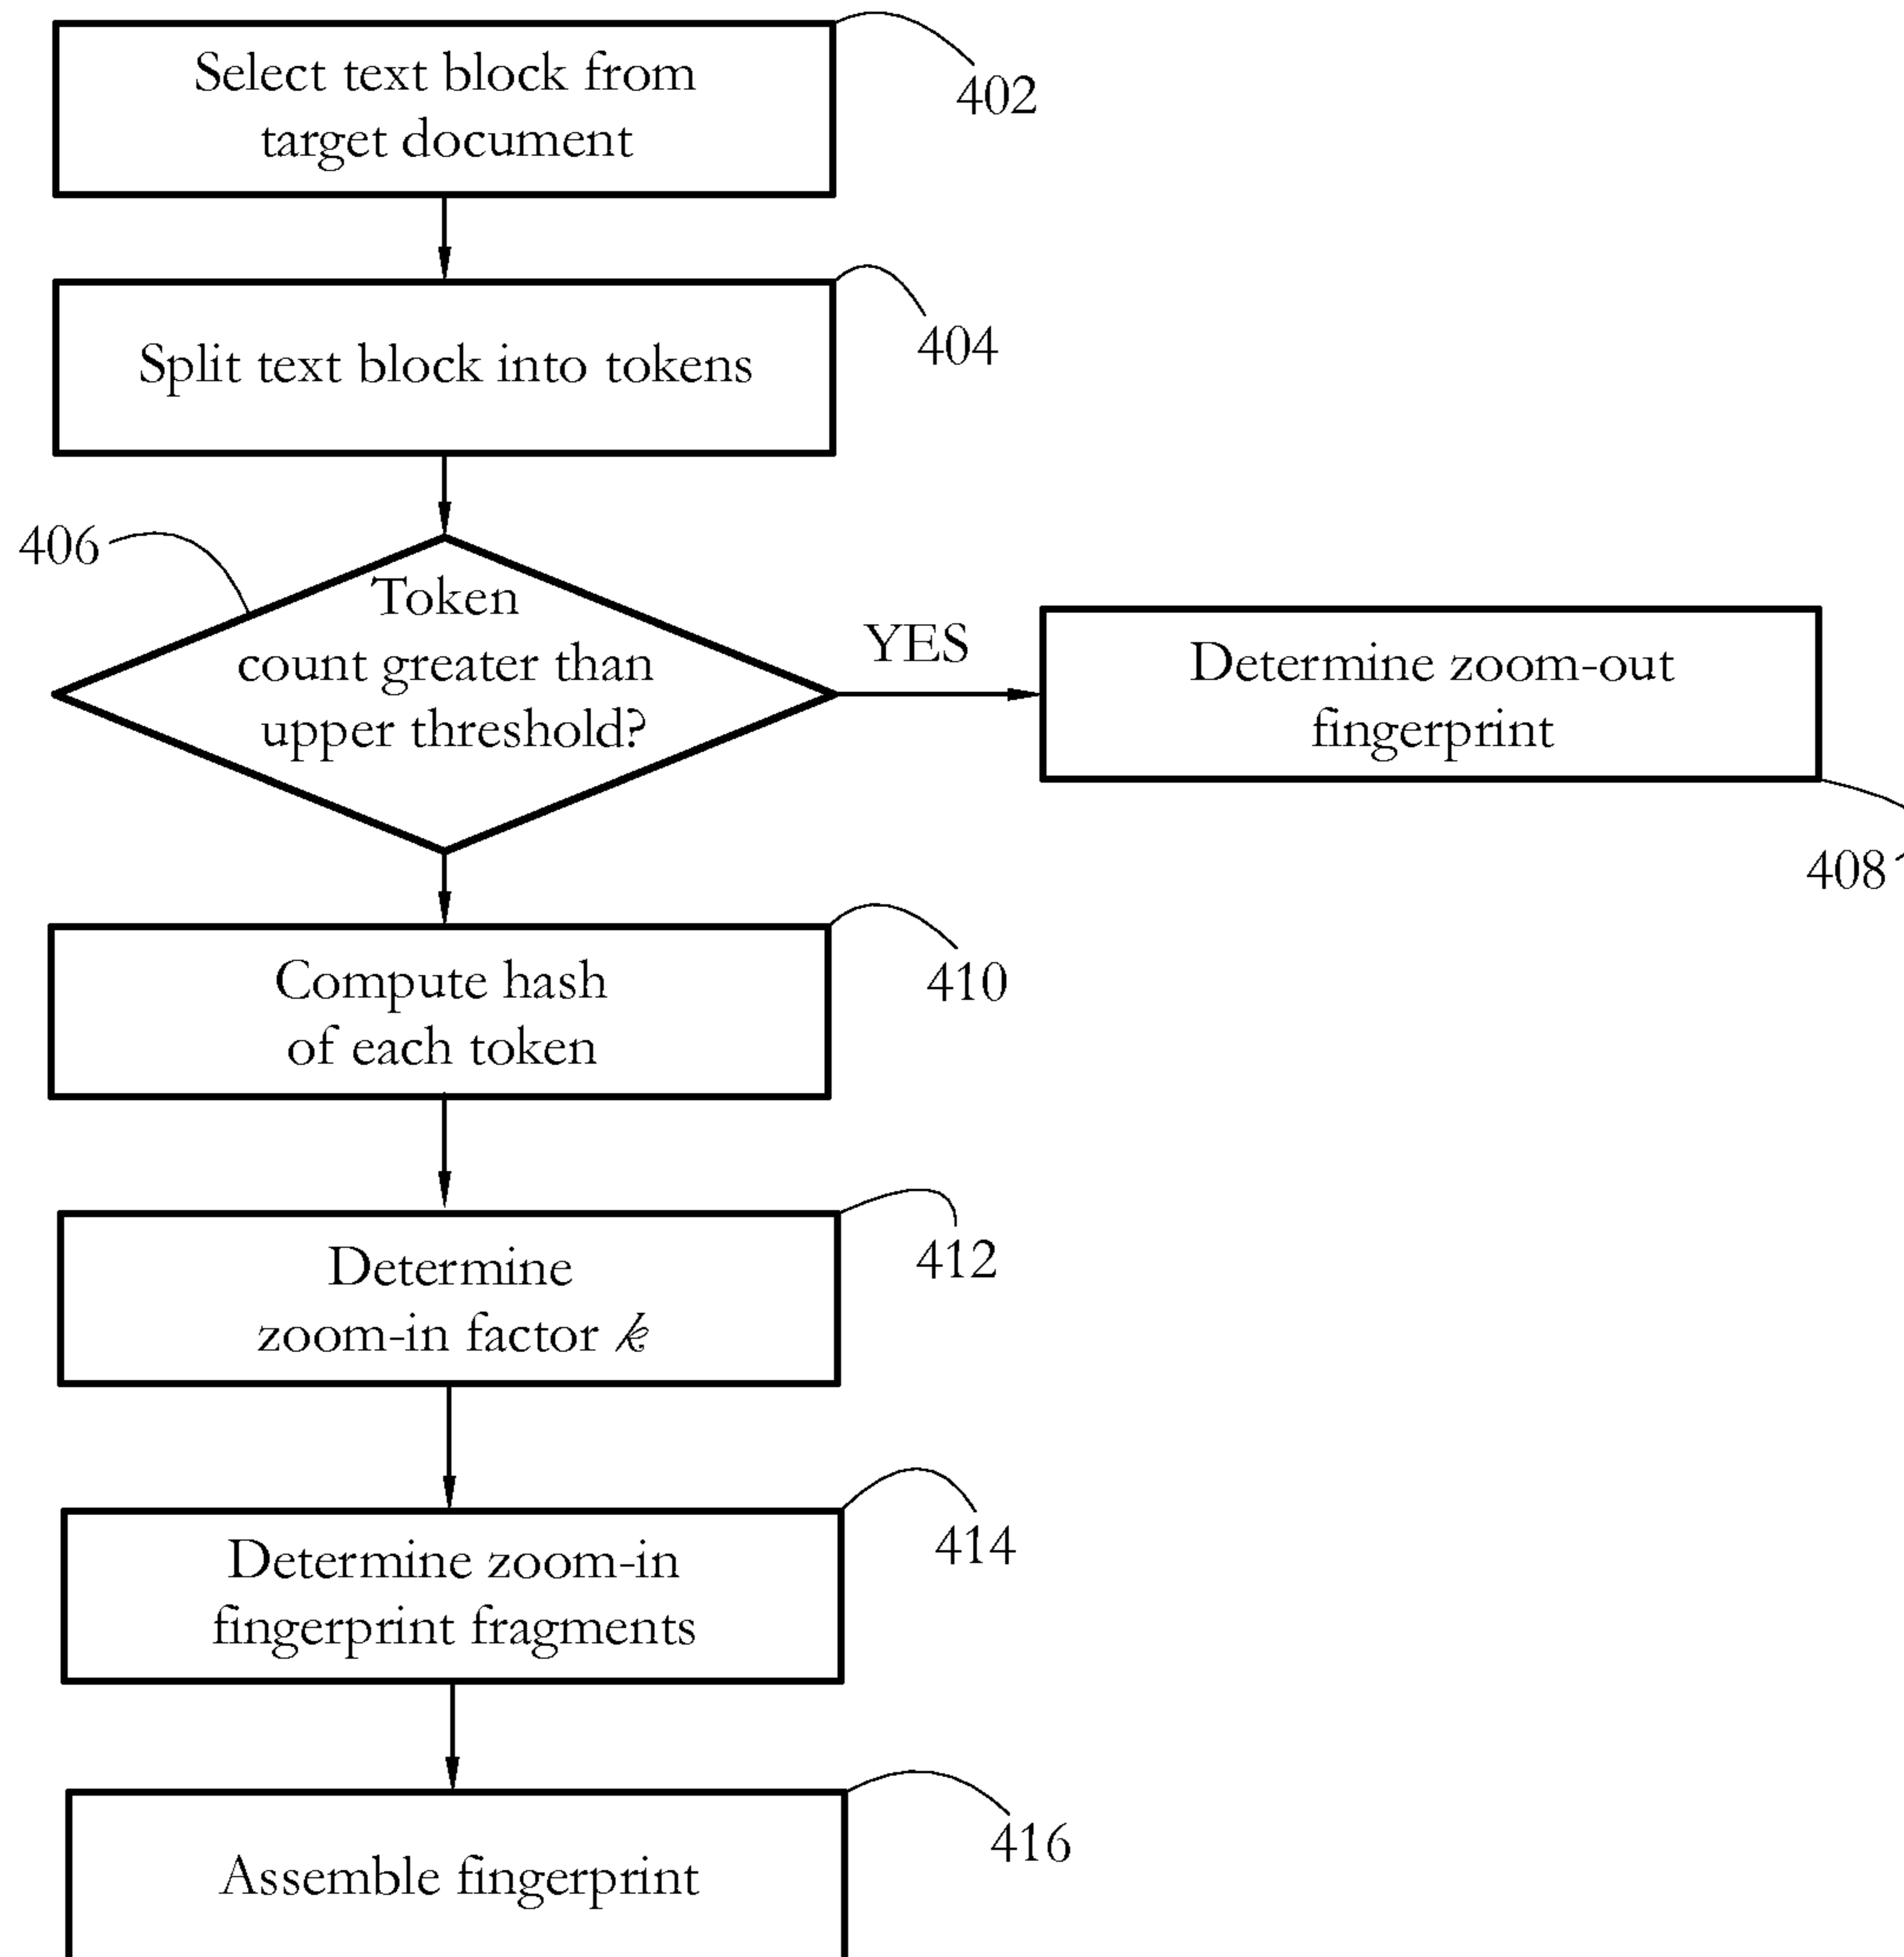 Select text block from
target document
402
Split text block into tokens
404
406
Token
count greater than
upper threshold?
YES
Determine zoom-out
fingerprint
408
Compute hash
of each token
410
Determine
zoom-in factor k
412
Determine zoom-in
fingerprint fragments
414
Assemble fingerprint
416